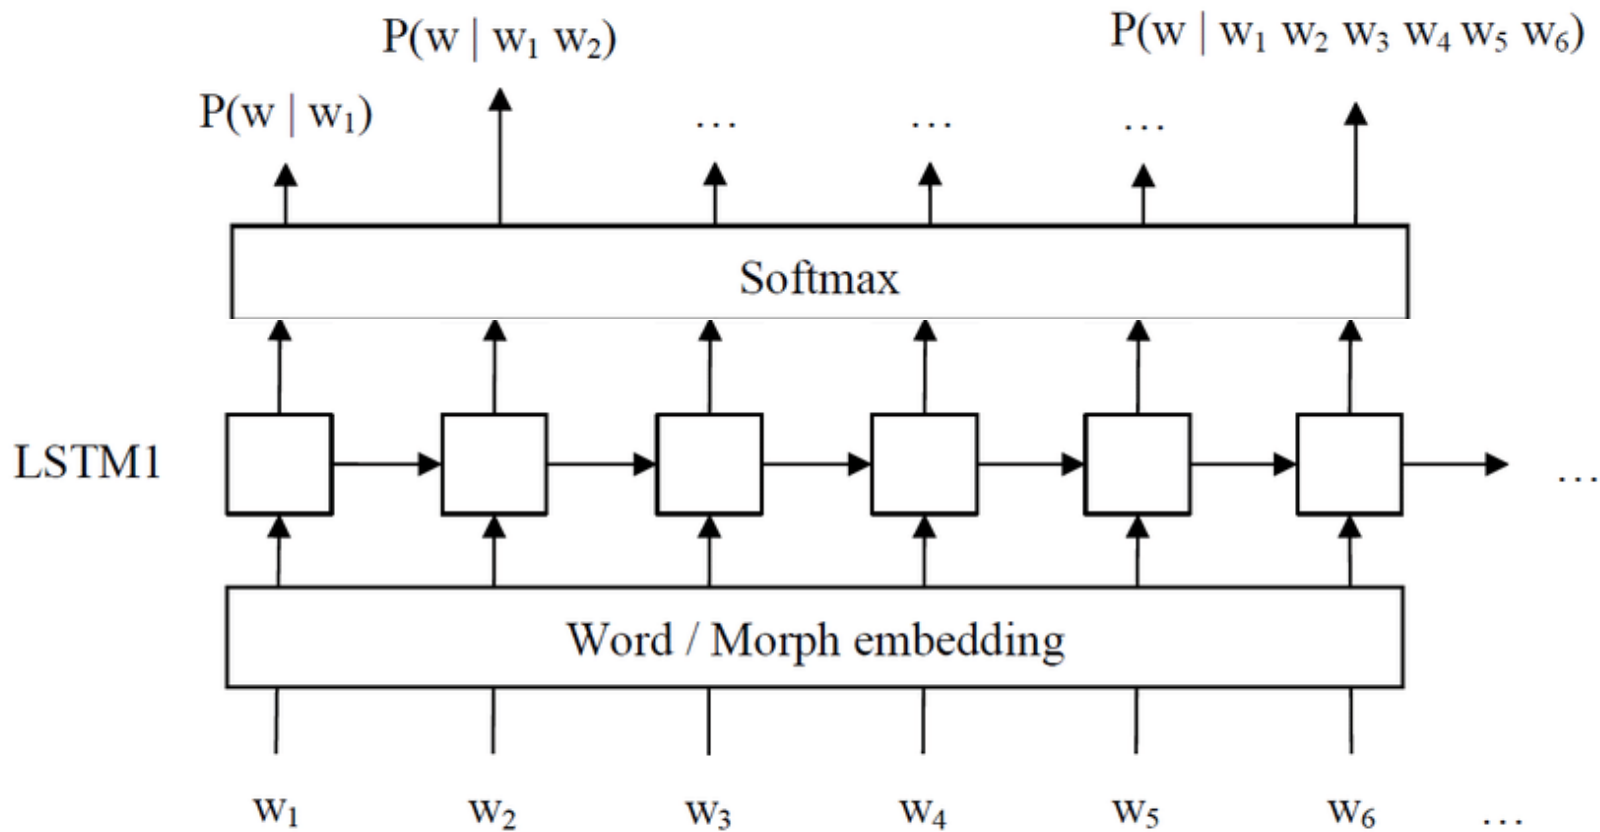 P(w | w₁ w₂)
P(w | w₁ w₂ w₃ w₄ w₅ w₆)
P(w | w₁)
... ... ...
Softmax
LSTM1
...
Word / Morph embedding
w₁ w₂ w₃ w₄ w₅ w₆ ...